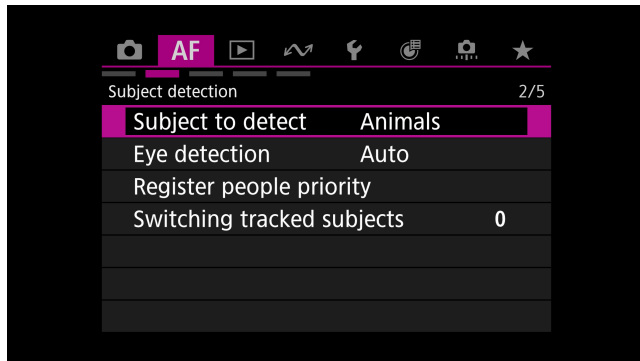 AF
Subject detection 2/5
Subject to detect Animals
Eye detection Auto
Register people priority
Switching tracked subjects 0